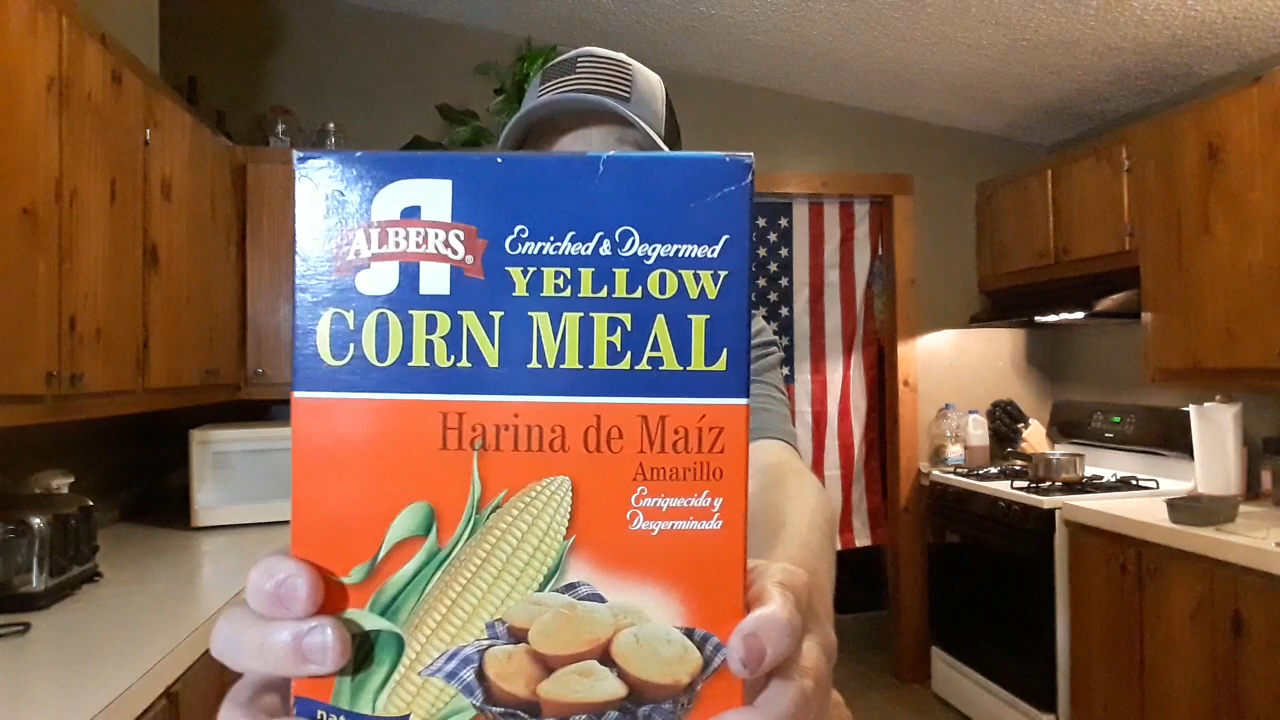 ALBERS®
Enriched & Degermed
YELLOW
CORN MEAL
Harina de Maíz
Amarillo
Enriquecida y
Desgerminada